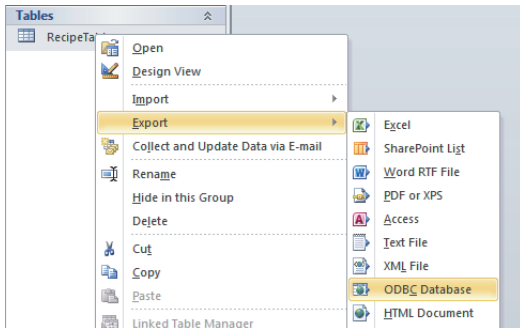 Tables
Open
Design View
Import
Export
Collect and Update Data via E-mail
Rename
Hide in this Group
Delete
Cut
Copy
Paste
Linked Table Manager
Excel
SharePoint List
Word RTF File
PDF or XPS
Access
Text File
XML File
ODBC Database
HTML Document